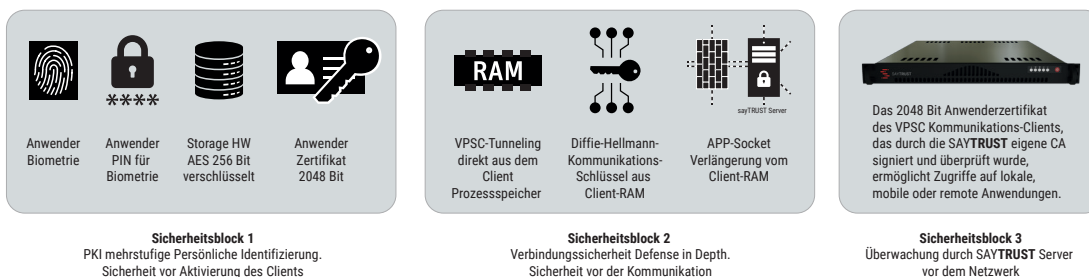 Anwender
Biometrie
****
Anwender
PIN für
Biometrie
Storage HW
AES 256 Bit
verschlüsselt
Anwender
Zertifikat
2048 Bit
Sicherheitsblock 1
PKI mehrstufige Persönliche Identifizierung.
Sicherheit vor Aktivierung des Clients
RAM
VPSC-Tunneling
direkt aus dem
Client
Prozessspeicher
Diffie-Hellmann-
Kommunikations-
Schlüssel aus
Client-RAM
sayTRUST Server
APP-Socket
Verlängerung vom
Client-RAM
Sicherheitsblock 2
Verbindungssicherheit Defense in Depth.
Sicherheit vor der Kommunikation
SAYTRUST
Das 2048 Bit Anwenderzertifikat
des VPSC Kommunikations-Clients,
das durch die SAYTRUST eigene CA
signiert und überprüft wurde,
ermöglicht Zugriffe auf lokale,
mobile oder remote Anwendungen.
Sicherheitsblock 3
Überwachung durch SAYTRUST Server
vor dem Netzwerk